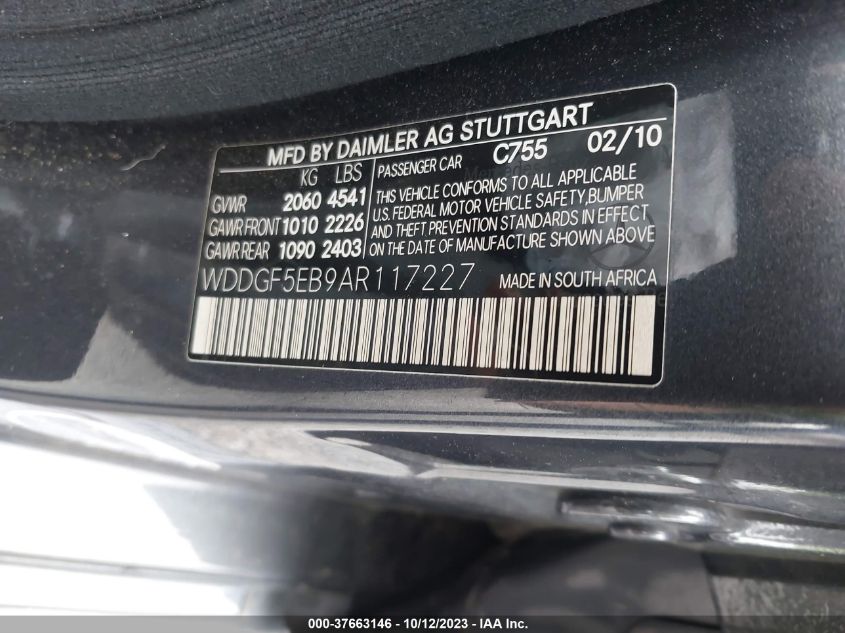 MFD BY DAIMLER AG STUTTGART
KG LBS
GVWR 2060 4541
GAWR FRONT 1010 2226
GAWR REAR 1090 2403
PASSENGER CAR C755 02/10
THIS VEHICLE CONFORMS TO ALL APPLICABLE
U.S. FEDERAL MOTOR VEHICLE SAFETY,BUMPER
AND THEFT PREVENTION STANDARDS IN EFFECT
ON THE DATE OF MANUFACTURE SHOWN ABOVE
WDDGF5EB9AR117227 MADE IN SOUTH AFRICA
000-37663146 - 10/12/2023 - IAA Inc.